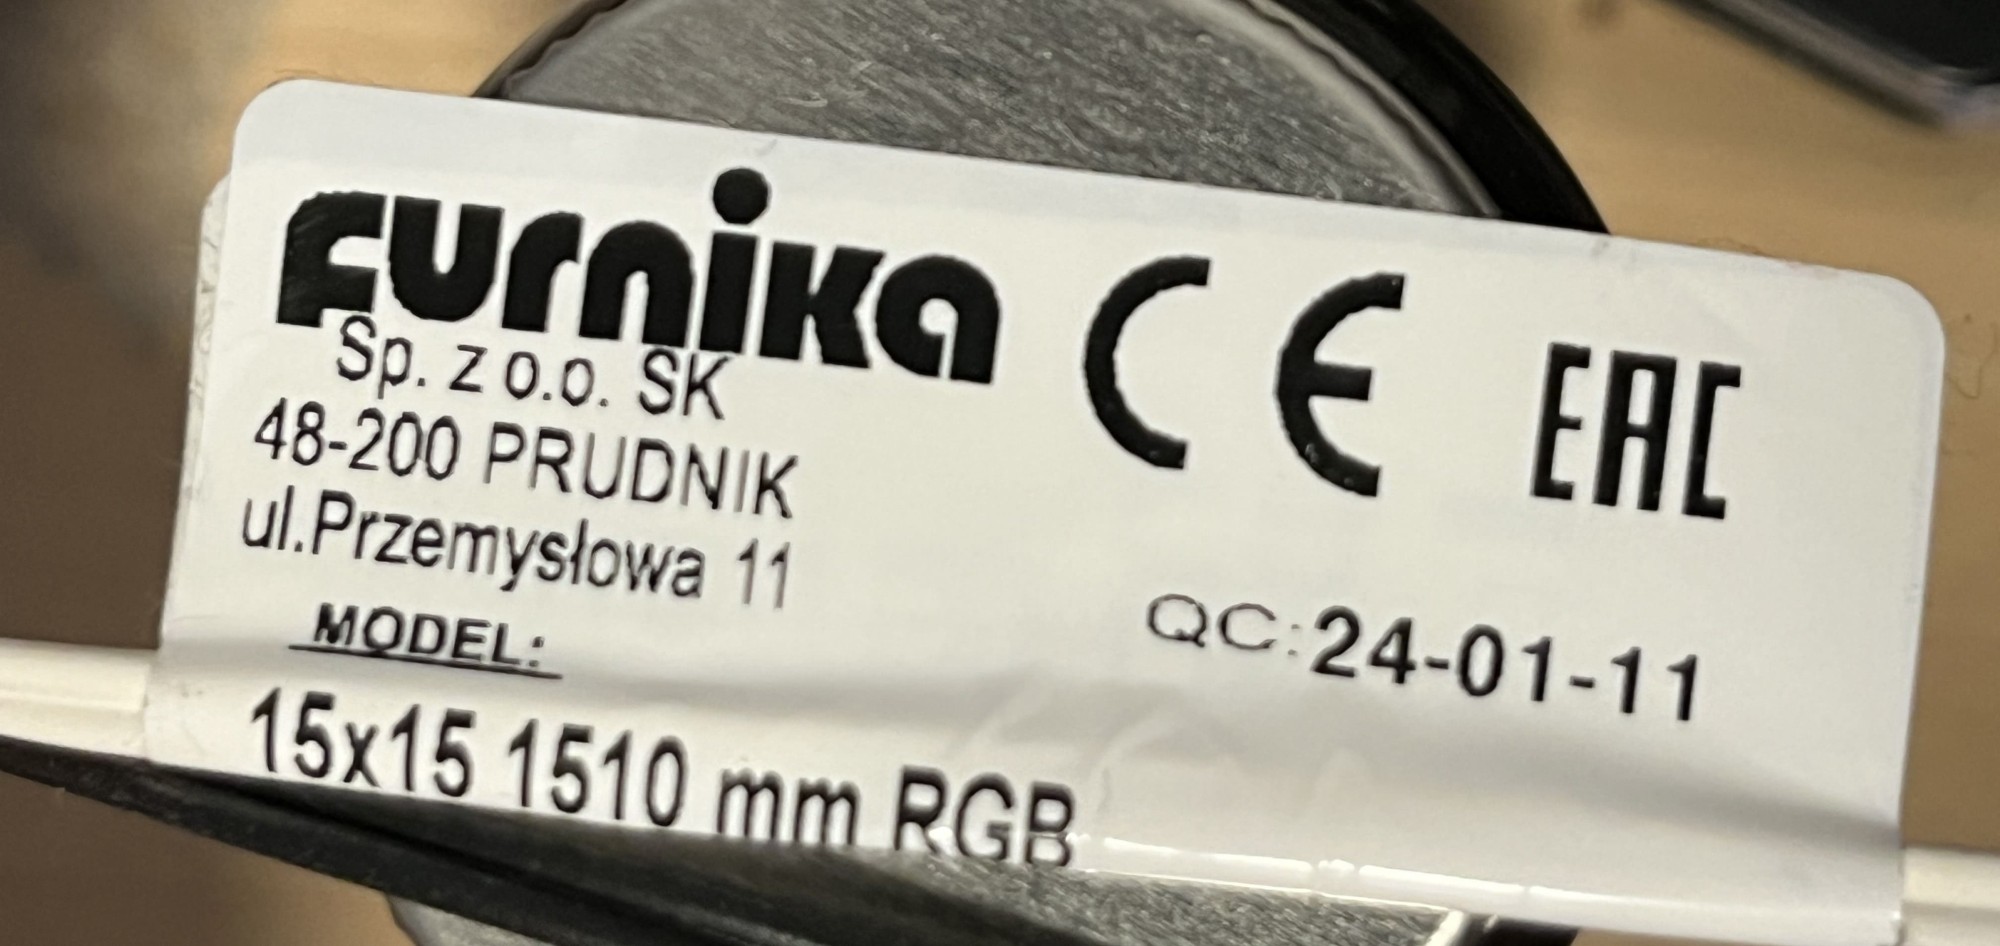 Furnika
Sp. z o.o. SK
48-200 PRUDNIK
ul.Przemysłowa 11
CE
EAC
QC:24-01-11
MODEL:
15x15 1510 mm RGB